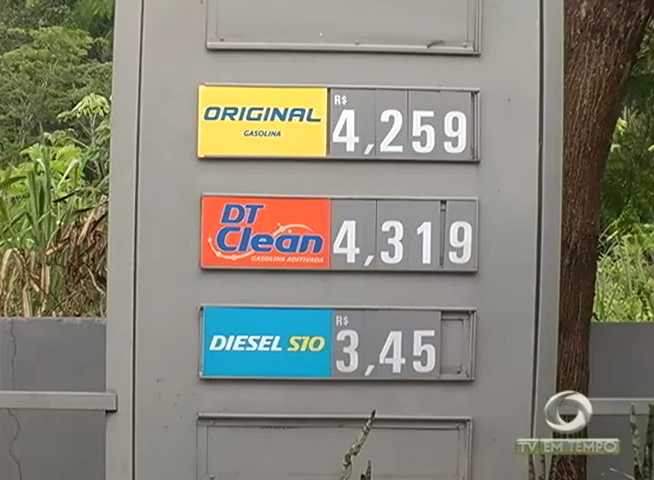 ORIGINAL
GASOLINA
R$
4,259
DT
Clean
GASOLINA ADITIVADA
4,319
DIESEL S10
R$
3,45
TV EM TEMPO